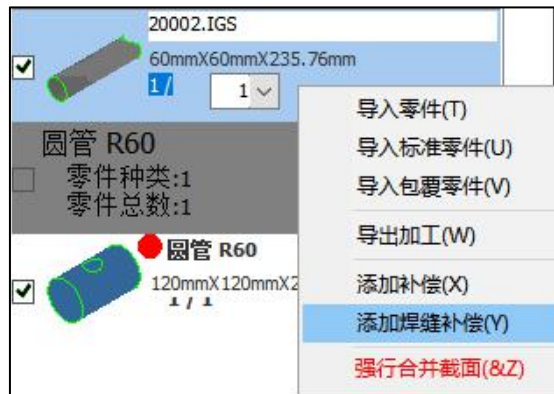 20002.IGS
60mmX60mmX235.76mm
1/ 1
圆管 R60
零件种类:1
零件总数:1
圆管 R60
120mmX120mmX2
1 / 1
导入零件(T)
导入标准零件(U)
导入包覆零件(V)
导出加工(W)
添加补偿(X)
添加焊缝补偿(Y)
强行合并截面(&Z)